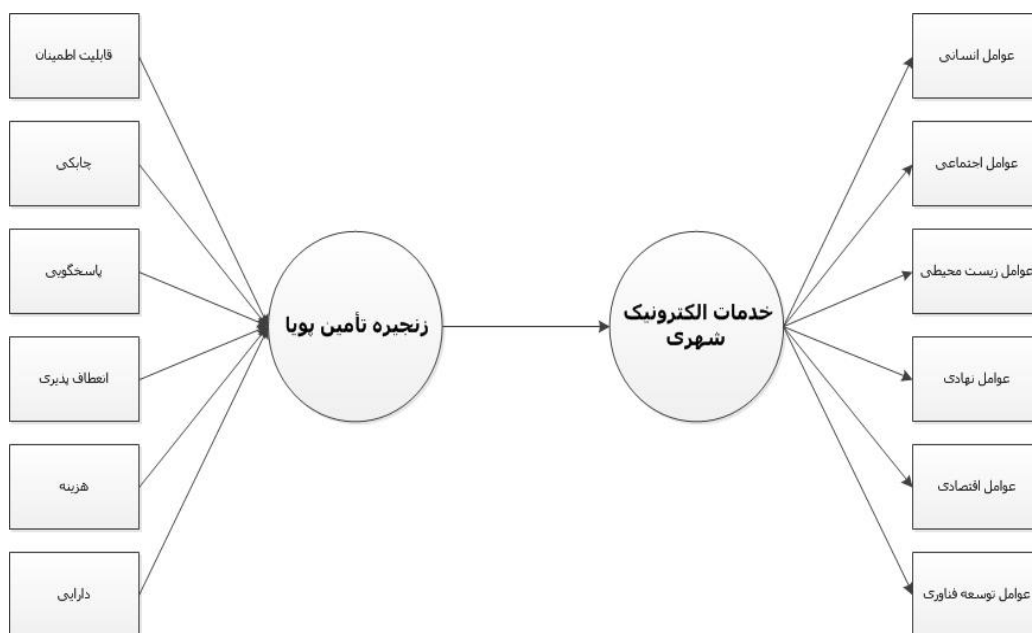 عوامل انسانی
عوامل اجتماعی
عوامل زیست محیطی
عوامل نهادی
عوامل اقتصادی
عوامل توسعه فناوری
خدمات الکترونیک
شهری
زنجیره تأمین پویا
قابلیت اطمینان
چابکی
پاسخگویی
انعطاف پذیری
هزینه
دارایی